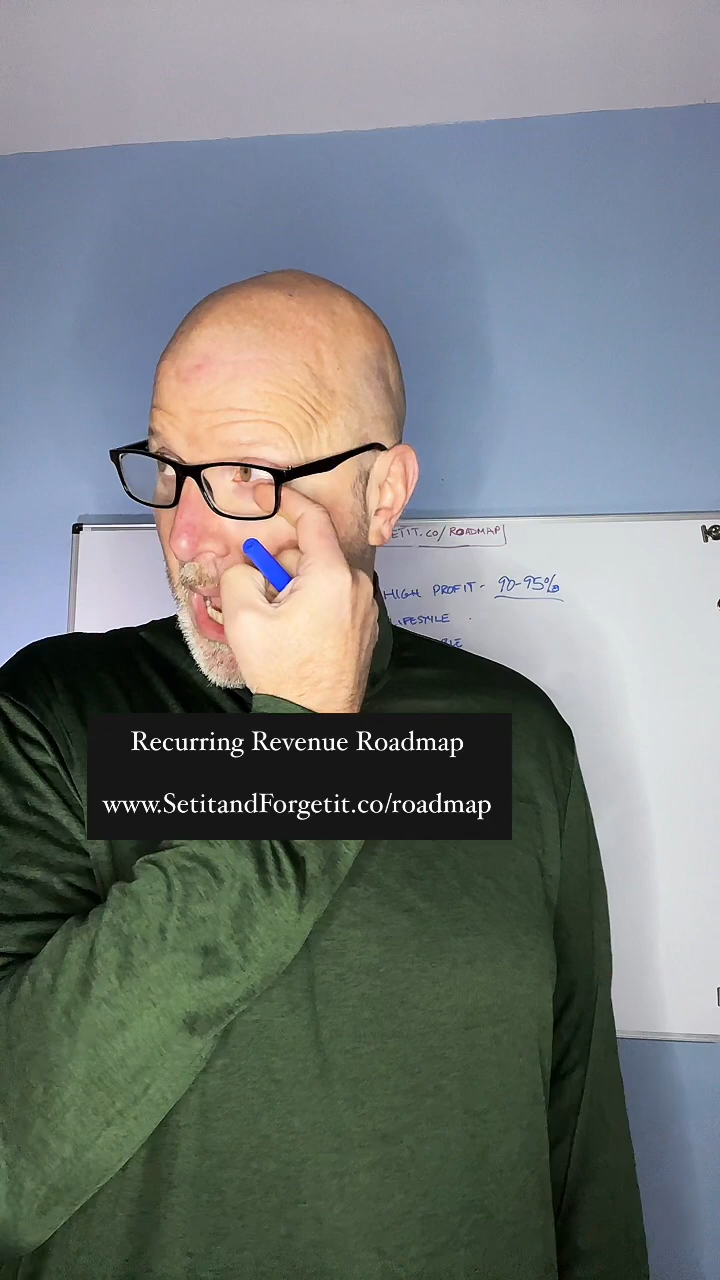 ETIT.CO/ ROADMAP
HIGH PROFIT - 90-95%
LIFESTYLE
Recurring Revenue Roadmap
www.SetitandForgetit.co/roadmap